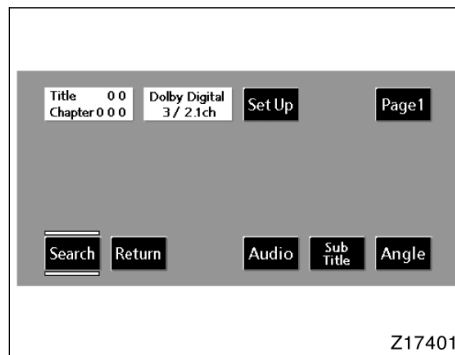 Title 0 0
Chapter 0 0 0
Dolby Digital
3 / 2.1ch
Set Up
Page1
Search
Return
Audio
Sub
Title
Angle
Z17401